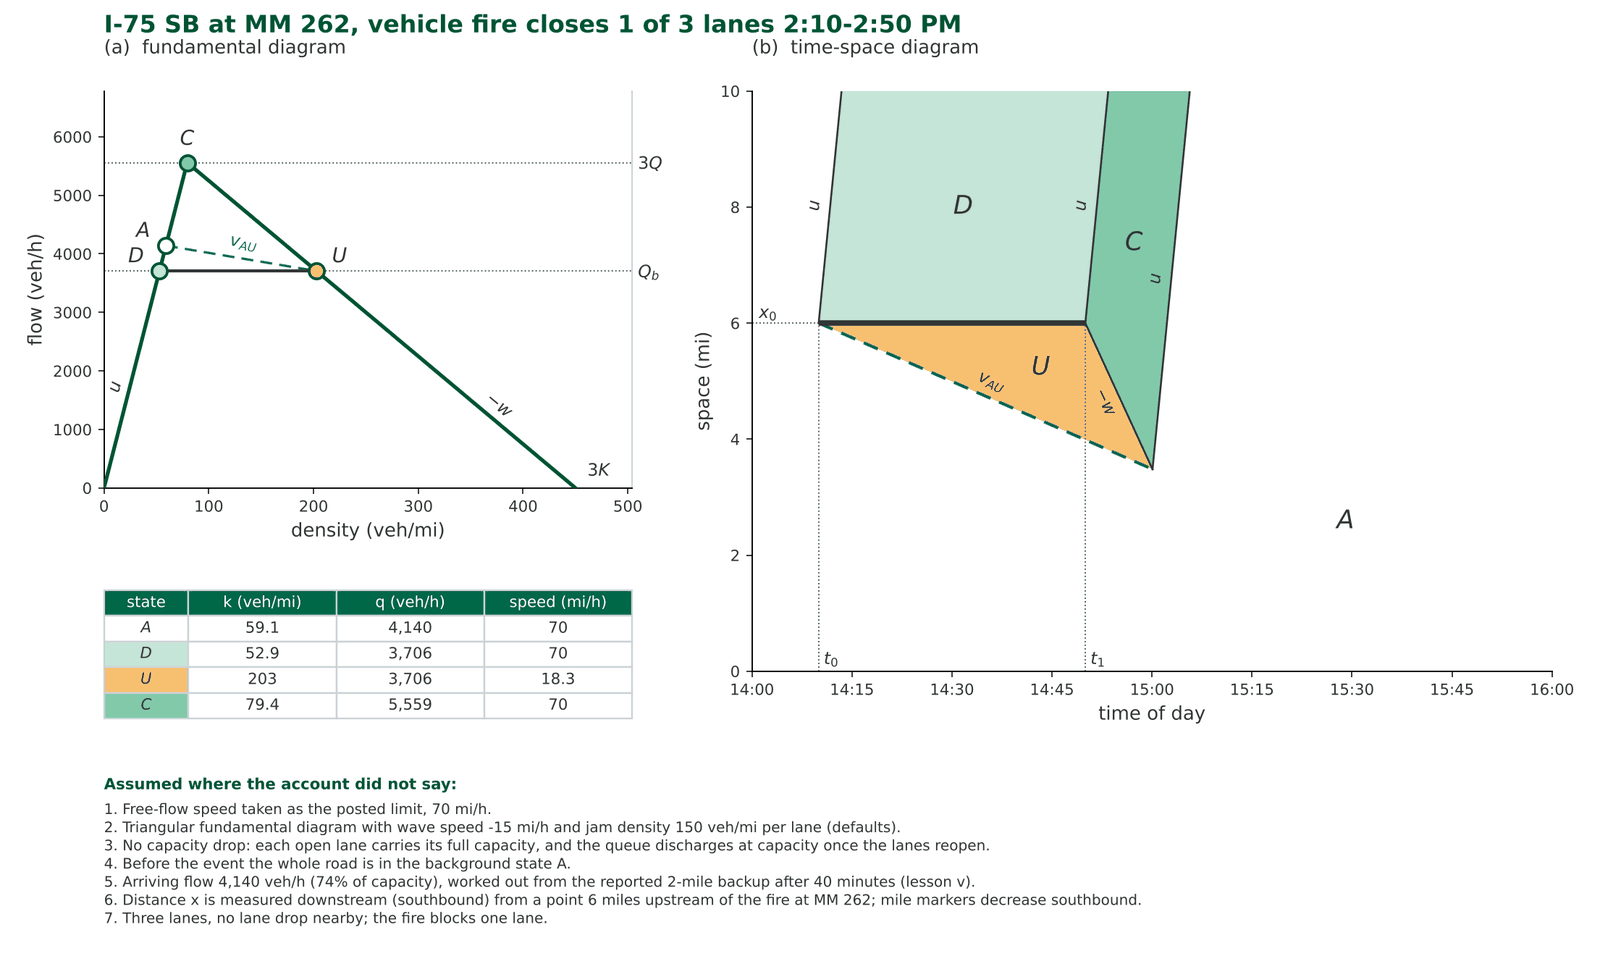 I-75 SB at MM 262, vehicle fire closes 1 of 3 lanes 2:10-2:50 PM
(a) fundamental diagram
6000
5000
4000
3000
2000
1000
0
flow (veh/h)
0 100 200 300 400 500
density (veh/mi)
C
A
D
U
v_AU
u
−w
3K
3Q
Q_b
(b) time-space diagram
10
8
6
4
2
0
space (mi)
14:00 14:15 14:30 14:45 15:00 15:15 15:30 15:45 16:00
time of day
u
D
u
C
u
x_0
U
v_AU
−w
A
t_0
t_1
state k (veh/mi) q (veh/h) speed (mi/h)
A 59.1 4,140 70
D 52.9 3,706 70
U 203 3,706 18.3
C 79.4 5,559 70
Assumed where the account did not say:
1. Free-flow speed taken as the posted limit, 70 mi/h.
2. Triangular fundamental diagram with wave speed -15 mi/h and jam density 150 veh/mi per lane (defaults).
3. No capacity drop: each open lane carries its full capacity, and the queue discharges at capacity once the lanes reopen.
4. Before the event the whole road is in the background state A.
5. Arriving flow 4,140 veh/h (74% of capacity), worked out from the reported 2-mile backup after 40 minutes (lesson v).
6. Distance x is measured downstream (southbound) from a point 6 miles upstream of the fire at MM 262; mile markers decrease southbound.
7. Three lanes, no lane drop nearby; the fire blocks one lane.